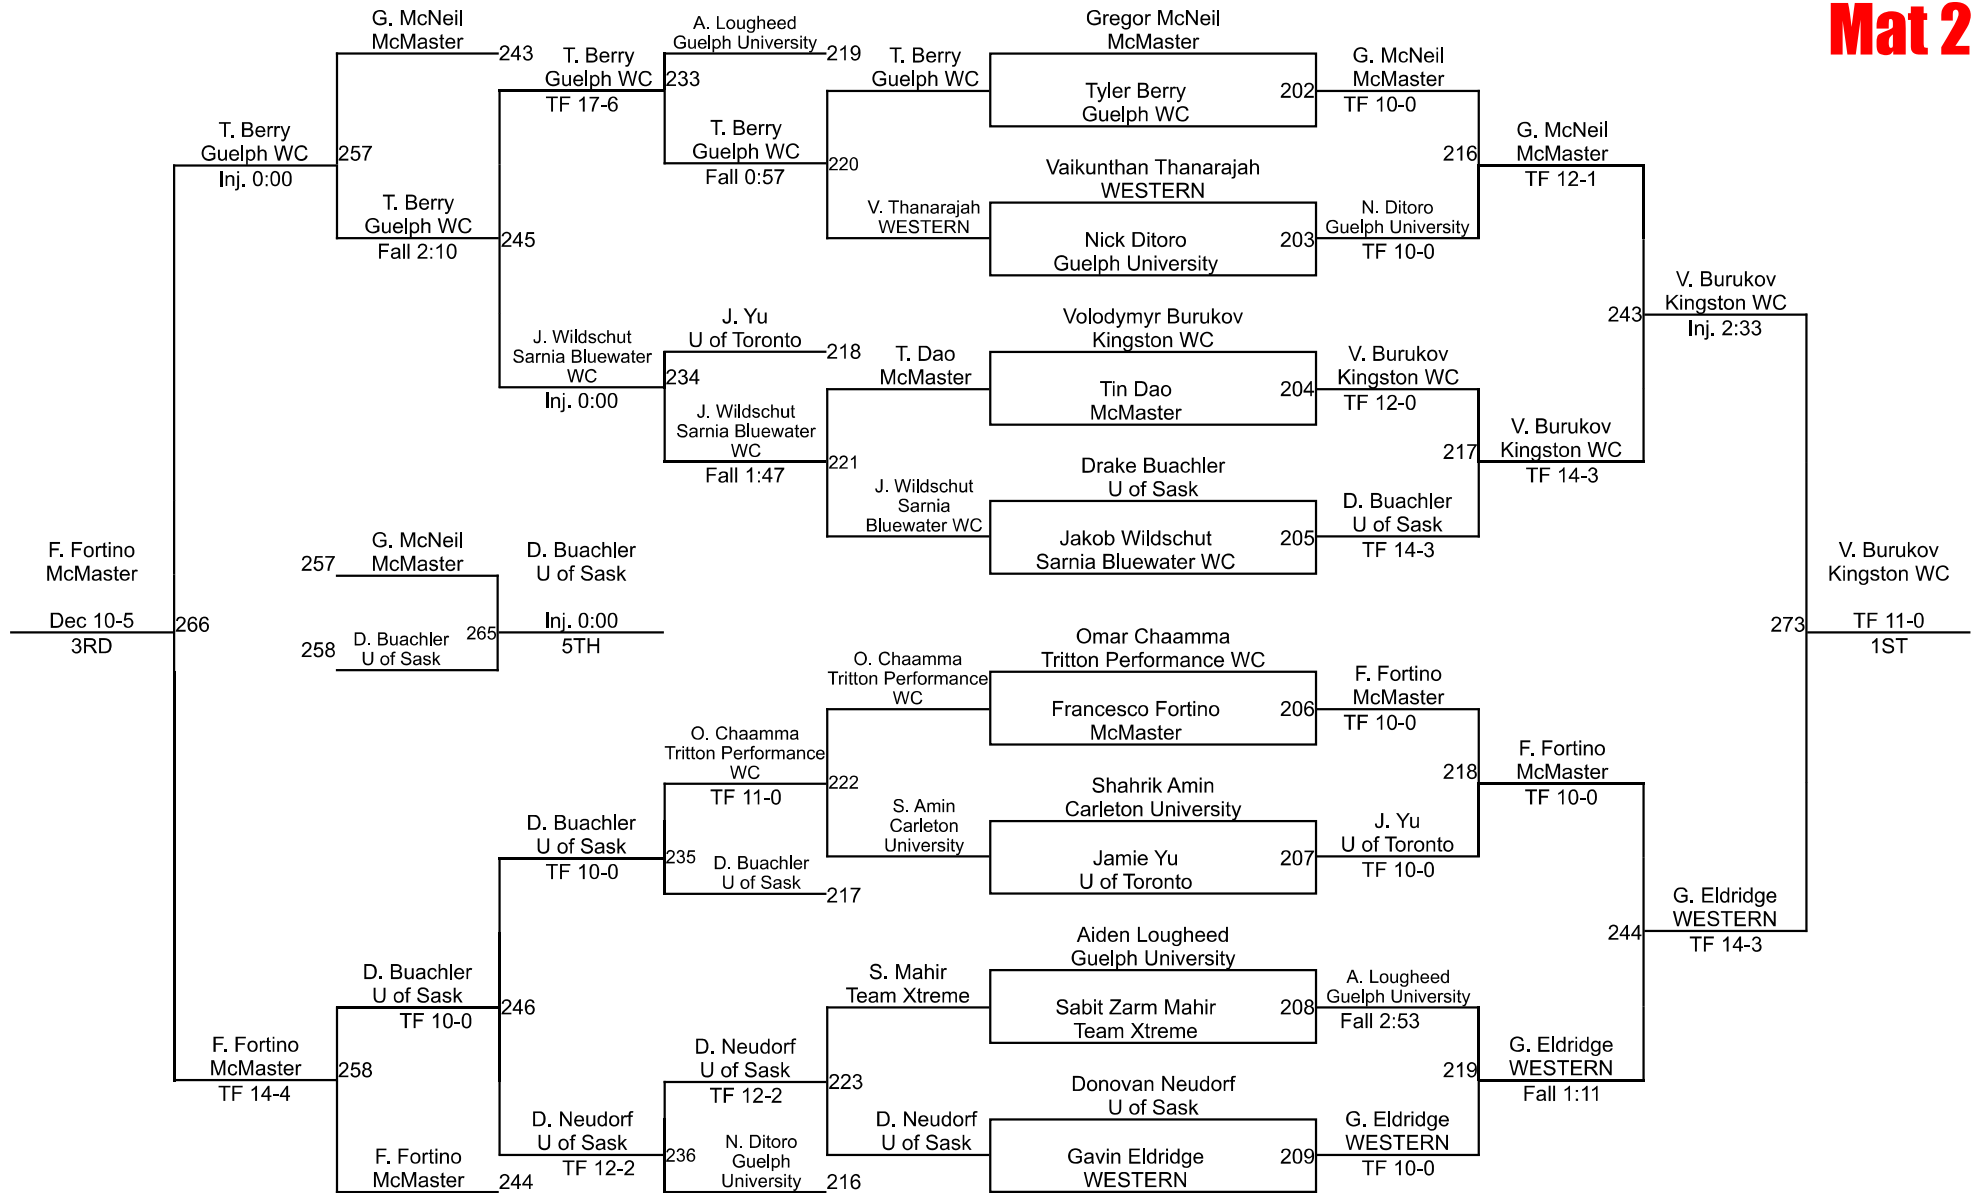 Mat 2
G. McNeil
McMaster
243
T. Berry
Guelph WC
TF 17-6
A. Lougheed
Guelph University
219
233
T. Berry
Guelph WC
Gregor McNeil
McMaster
Tyler Berry
Guelph WC
202
G. McNeil
McMaster
TF 10-0
T. Berry
Guelph WC
Inj. 0:00
257
T. Berry
Guelph WC
Fall 0:57
220
G. McNeil
McMaster
TF 12-1
216
Vaikunthan Thanarajah
WESTERN
Nick Ditoro
Guelph University
203
V. Thanarajah
WESTERN
N. Ditoro
Guelph University
TF 10-0
T. Berry
Guelph WC
Fall 2:10
245
J. Wildschut
Sarnia Bluewater
WC
Inj. 0:00
J. Yu
U of Toronto
218
234
T. Dao
McMaster
Volodymyr Burukov
Kingston WC
Tin Dao
McMaster
204
V. Burukov
Kingston WC
TF 12-0
243
V. Burukov
Kingston WC
Inj. 2:33
J. Wildschut
Sarnia Bluewater
WC
Fall 1:47
221
J. Wildschut
Sarnia
Bluewater WC
Drake Buachler
U of Sask
Jakob Wildschut
Sarnia Bluewater WC
205
D. Buachler
U of Sask
TF 14-3
217
V. Burukov
Kingston WC
TF 14-3
F. Fortino
McMaster
Dec 10-5
3RD
266
257
G. McNeil
McMaster
258
D. Buachler
U of Sask
265
D. Buachler
U of Sask
Inj. 0:00
5TH
273
V. Burukov
Kingston WC
TF 11-0
1ST
O. Chaamma
Tritton Performance
WC
Omar Chaamma
Tritton Performance WC
Francesco Fortino
McMaster
206
F. Fortino
McMaster
TF 10-0
O. Chaamma
Tritton Performance
WC
TF 11-0
222
218
F. Fortino
McMaster
TF 10-0
D. Buachler
U of Sask
TF 10-0
235
D. Buachler
U of Sask
217
S. Amin
Carleton
University
Shahrik Amin
Carleton University
Jamie Yu
U of Toronto
207
J. Yu
U of Toronto
TF 10-0
244
G. Eldridge
WESTERN
TF 14-3
D. Buachler
U of Sask
TF 10-0
246
S. Mahir
Team Xtreme
Aiden Lougheed
Guelph University
Sabit Zarm Mahir
Team Xtreme
208
A. Lougheed
Guelph University
Fall 2:53
F. Fortino
McMaster
TF 14-4
258
D. Neudorf
U of Sask
TF 12-2
223
219
G. Eldridge
WESTERN
Fall 1:11
F. Fortino
McMaster
244
D. Neudorf
U of Sask
TF 12-2
236
N. Ditoro
Guelph
University
216
D. Neudorf
U of Sask
Donovan Neudorf
U of Sask
Gavin Eldridge
WESTERN
209
G. Eldridge
WESTERN
TF 10-0